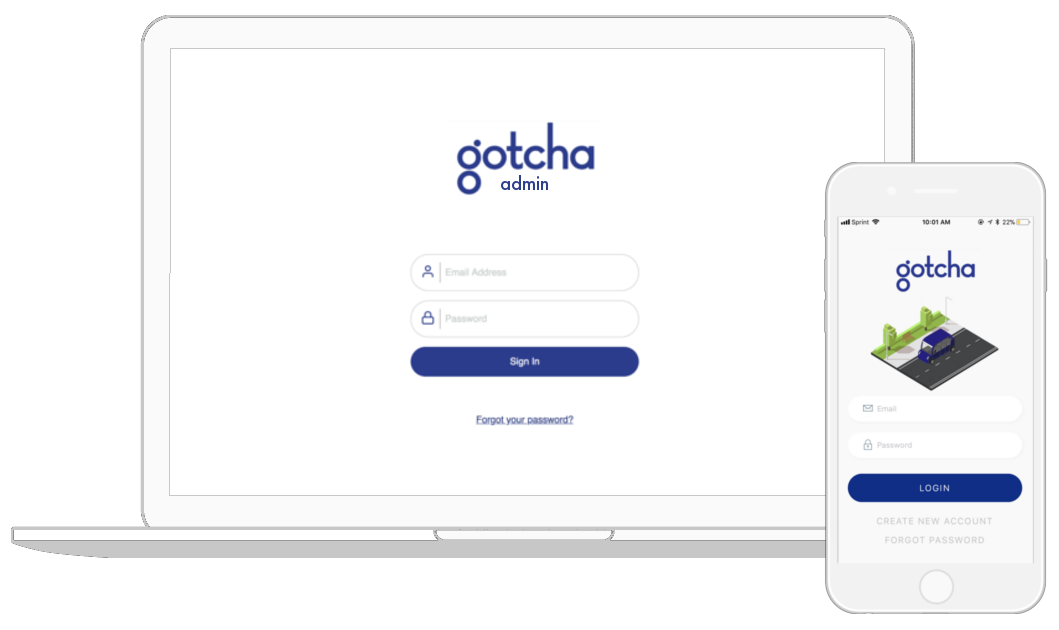 gotcha
admin
Email Address
Password
Sign In
Forgot your password?
Sprint 10:01 AM 22%
gotcha
Email
Password
LOGIN
CREATE NEW ACCOUNT
FORGOT PASSWORD